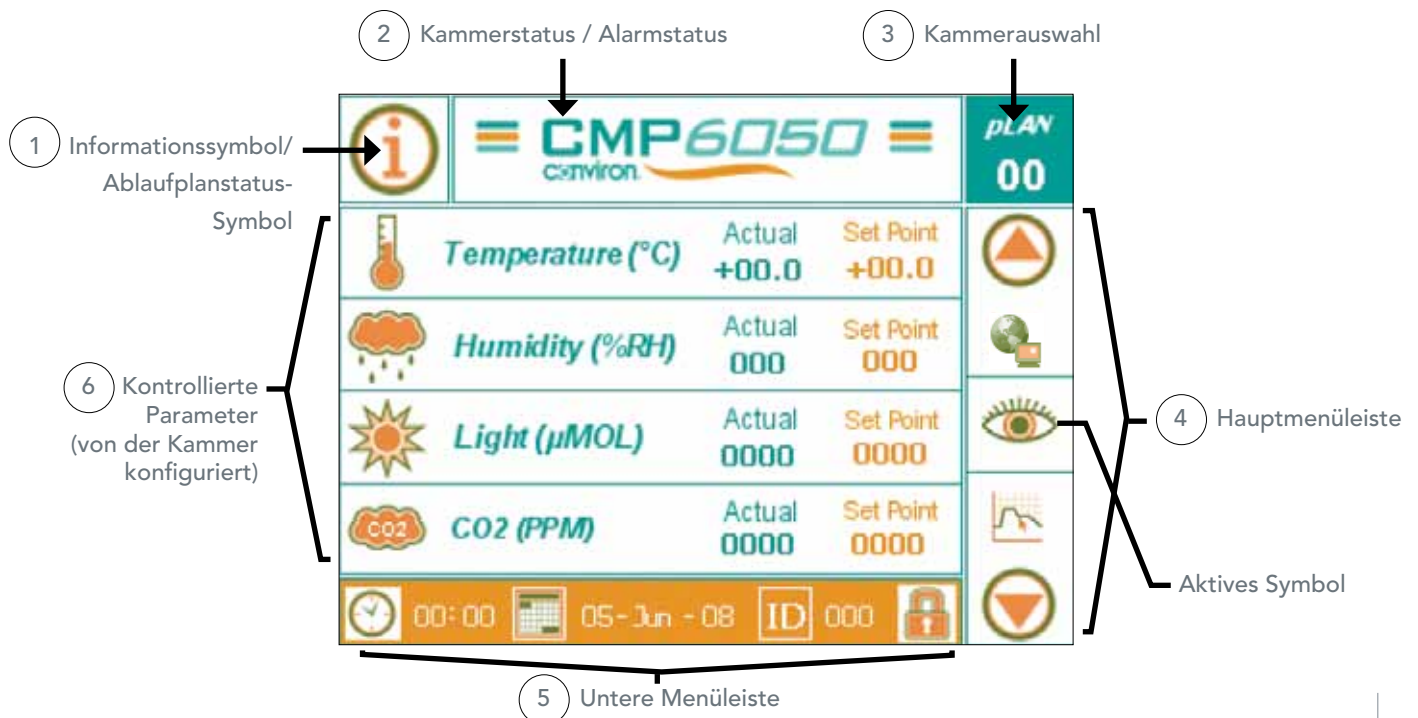 2 Kammerstatus / Alarmstatus
3 Kammerauswahl
1 Informationssymbol/
Ablaufplanstatus-
Symbol
i
CMP6050
conviron
pLAN
00
Temperature (°C)
Actual
+00.0
Set Point
+00.0
Humidity (%RH)
Actual
000
Set Point
000
6 Kontrollierte
Parameter
(von der Kammer
konfiguriert)
Light (µMOL)
Actual
0000
Set Point
0000
4 Hauptmenüleiste
CO2
CO2 (PPM)
Actual
0000
Set Point
0000
Aktives Symbol
00:00 05-Jun-08 ID 000
5 Untere Menüleiste